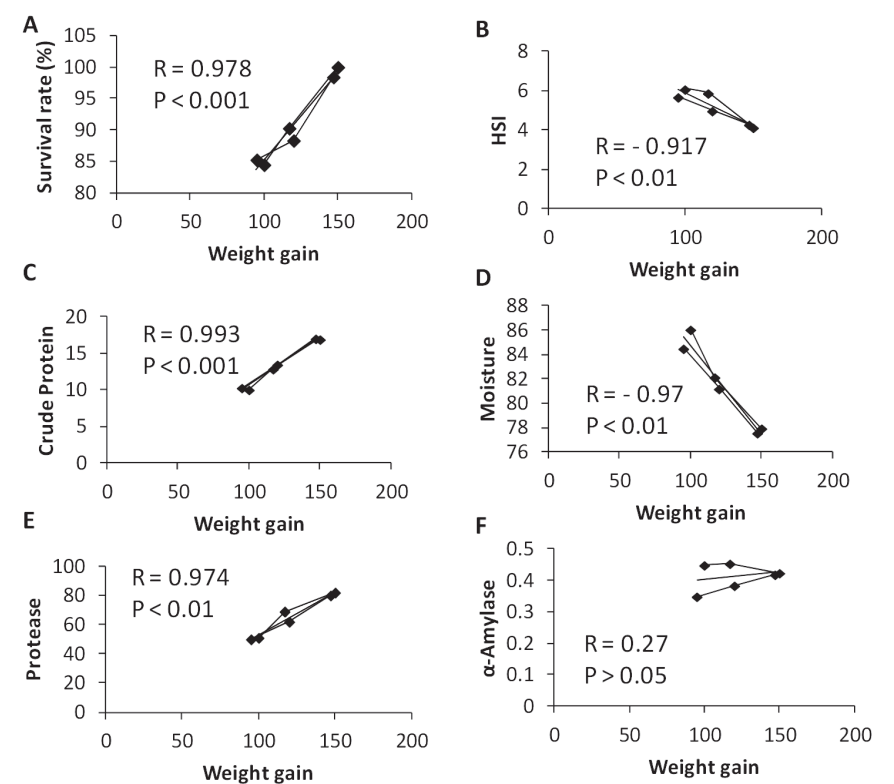 A
Survival rate (%)
105
100
95
90
85
80
R = 0.978
P < 0.001
0 50 100 150 200
Weight gain
B
HSI
8
6
4
2
0
R = - 0.917
P < 0.01
0 100 200
Weight gain
C
Crude Protein
20
15
10
5
0
R = 0.993
P < 0.001
0 50 100 150 200
Weight gain
D
Moisture
88
86
84
82
80
78
76
R = - 0.97
P < 0.01
0 50 100 150 200
Weight gain
E
Protease
100
80
60
40
20
0
R = 0.974
P < 0.01
0 50 100 150 200
Weight gain
F
α-Amylase
0.5
0.4
0.3
0.2
0.1
0
R = 0.27
P > 0.05
0 50 100 150 200
Weight gain